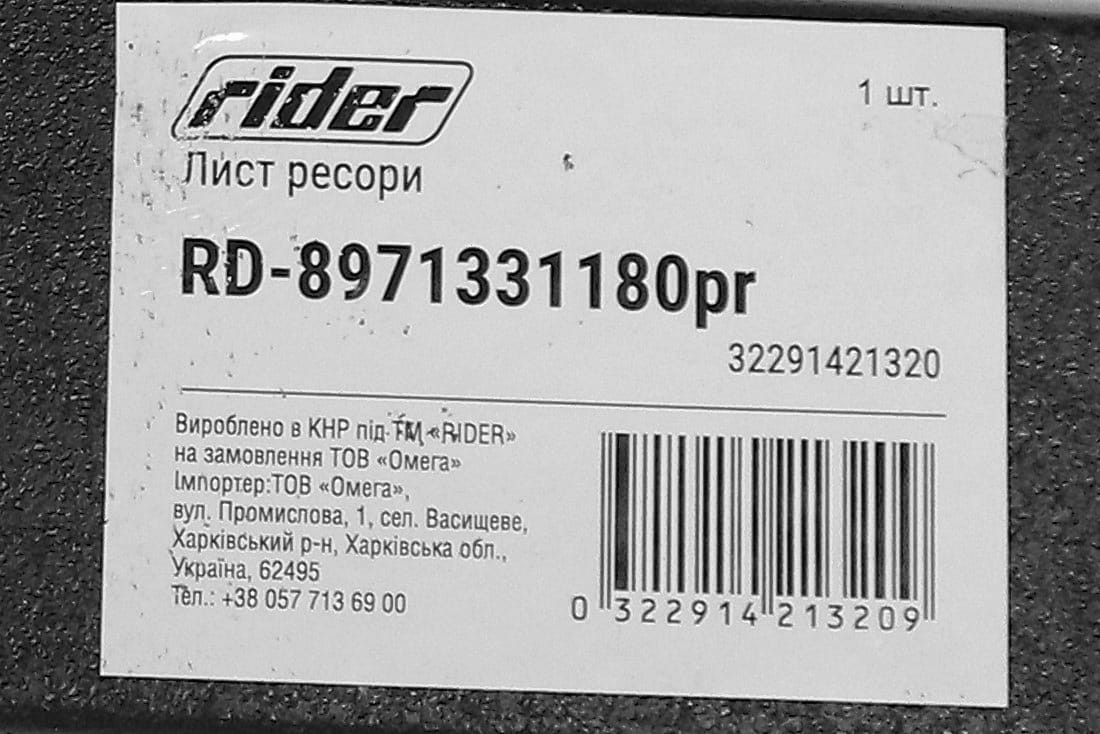 rider
1 шт.
Лист ресори
RD-8971331180pr
32291421320
Вироблено в КНР під ТМ «RIDER»
на замовлення ТОВ «Омега»
Імпортер:ТОВ «Омега»,
вул. Промислова, 1, сел. Васищеве,
Харківський р-н, Харківська обл.,
Україна, 62495
Тел.: +38 057 713 69 00
0 322914 213209